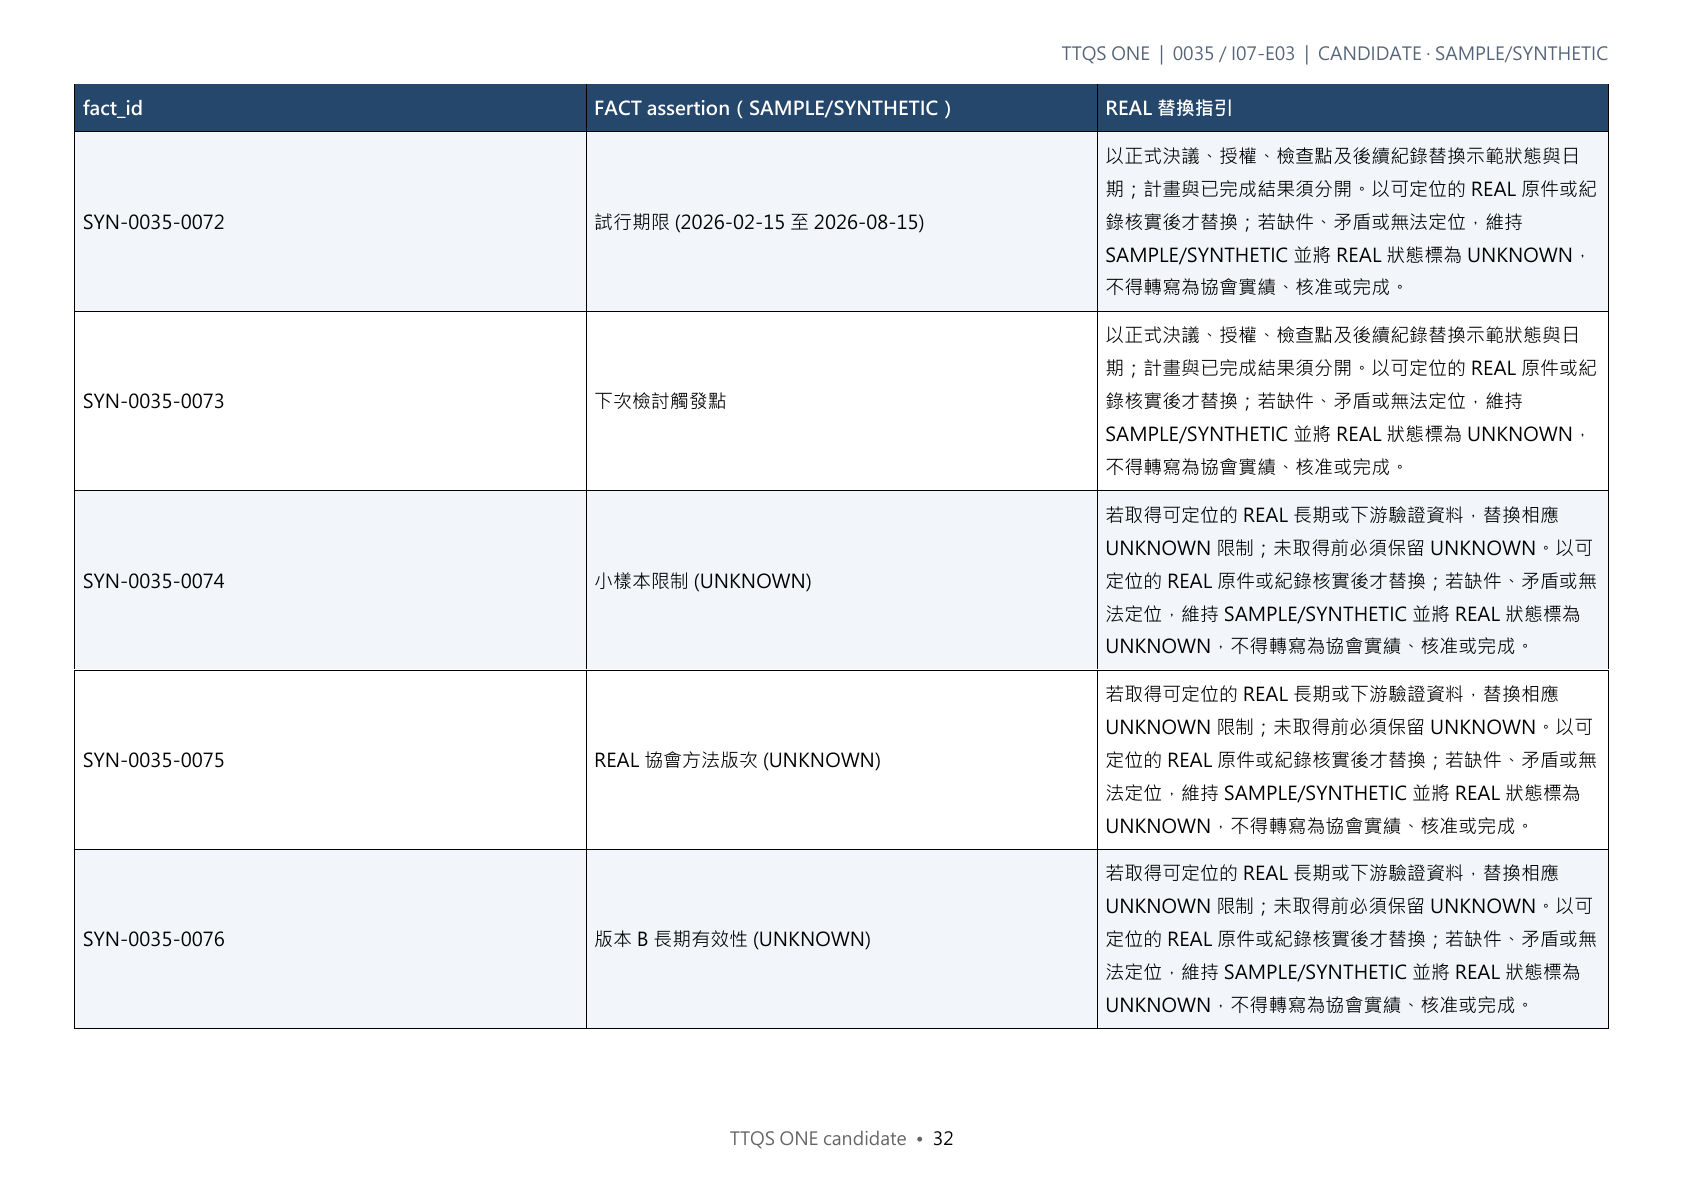 TTQS ONE | 0035 / I07-E03 | CANDIDATE · SAMPLE/SYNTHETIC
fact_id
FACT assertion（SAMPLE/SYNTHETIC）
REAL 替換指引
SYN-0035-0072
試行期限 (2026-02-15 至 2026-08-15)
以正式決議、授權、檢查點及後續紀錄替換示範狀態與日
期；計畫與已完成結果須分開。以可定位的 REAL 原件或紀
錄核實後才替換；若缺件、矛盾或無法定位，維持
SAMPLE/SYNTHETIC 並將 REAL 狀態標為 UNKNOWN，
不得轉寫為協會實績、核准或完成。
SYN-0035-0073
下次檢討觸發點
以正式決議、授權、檢查點及後續紀錄替換示範狀態與日
期；計畫與已完成結果須分開。以可定位的 REAL 原件或紀
錄核實後才替換；若缺件、矛盾或無法定位，維持
SAMPLE/SYNTHETIC 並將 REAL 狀態標為 UNKNOWN，
不得轉寫為協會實績、核准或完成。
SYN-0035-0074
小樣本限制 (UNKNOWN)
若取得可定位的 REAL 長期或下游驗證資料，替換相應
UNKNOWN 限制；未取得前必須保留 UNKNOWN。以可
定位的 REAL 原件或紀錄核實後才替換；若缺件、矛盾或無
法定位，維持 SAMPLE/SYNTHETIC 並將 REAL 狀態標為
UNKNOWN，不得轉寫為協會實績、核准或完成。
SYN-0035-0075
REAL 協會方法版次 (UNKNOWN)
若取得可定位的 REAL 長期或下游驗證資料，替換相應
UNKNOWN 限制；未取得前必須保留 UNKNOWN。以可
定位的 REAL 原件或紀錄核實後才替換；若缺件、矛盾或無
法定位，維持 SAMPLE/SYNTHETIC 並將 REAL 狀態標為
UNKNOWN，不得轉寫為協會實績、核准或完成。
SYN-0035-0076
版本 B 長期有效性 (UNKNOWN)
若取得可定位的 REAL 長期或下游驗證資料，替換相應
UNKNOWN 限制；未取得前必須保留 UNKNOWN。以可
定位的 REAL 原件或紀錄核實後才替換；若缺件、矛盾或無
法定位，維持 SAMPLE/SYNTHETIC 並將 REAL 狀態標為
UNKNOWN，不得轉寫為協會實績、核准或完成。
TTQS ONE candidate • 32